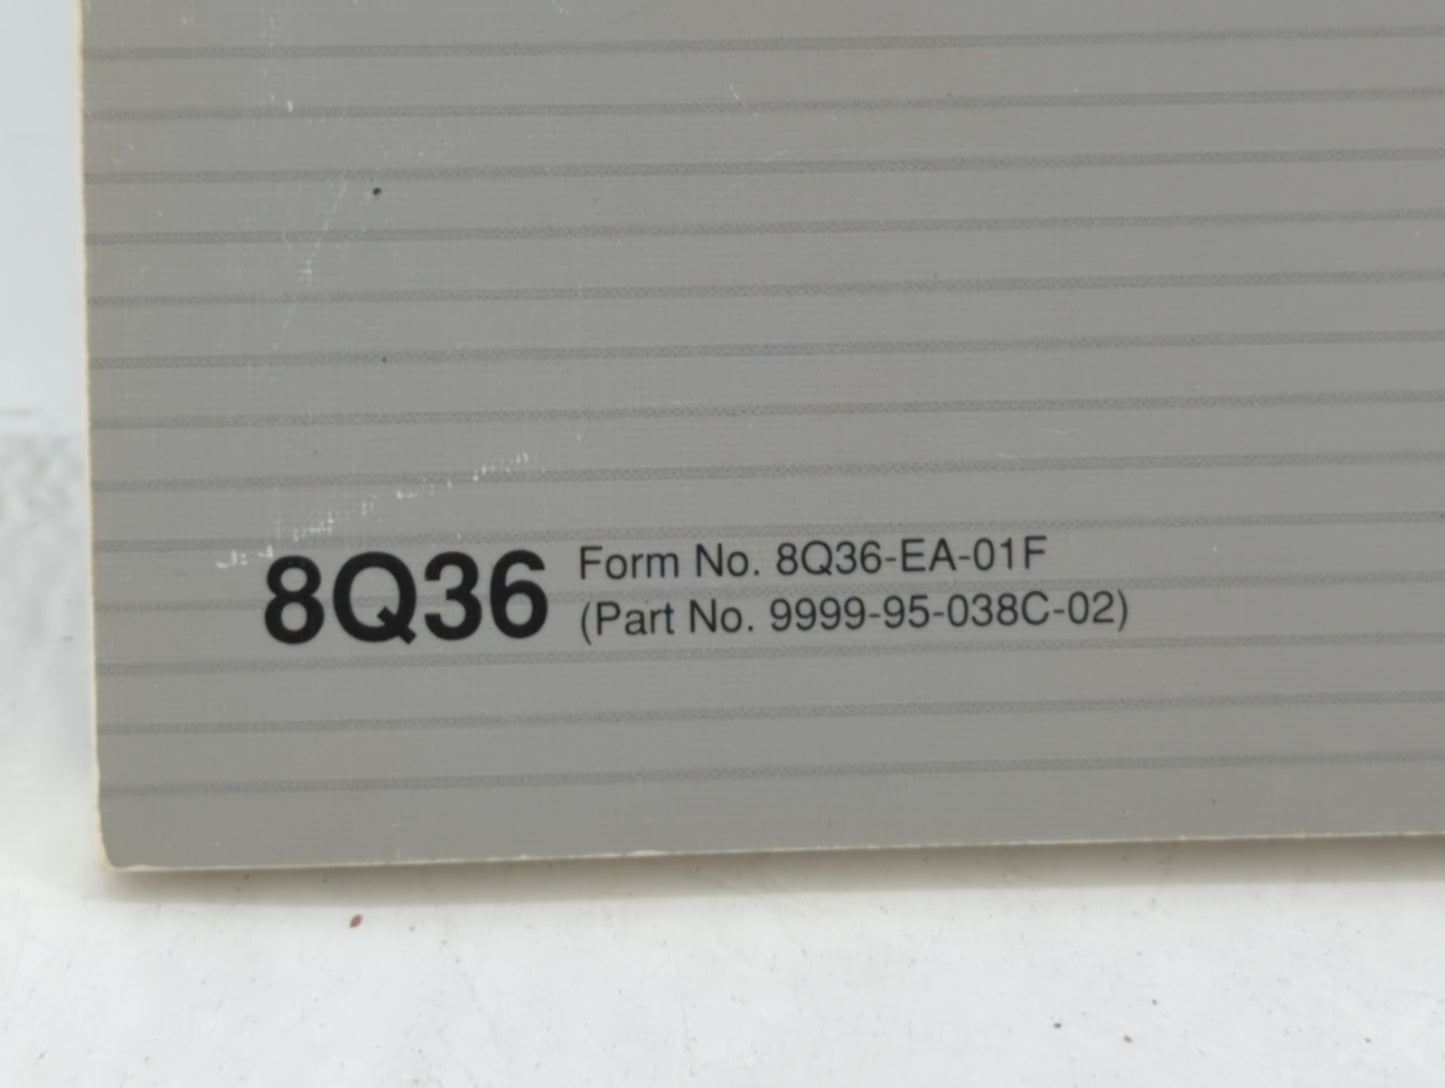 8Q36
Form No. 8Q36-EA-01F
(Part No. 9999-95-038C-02)